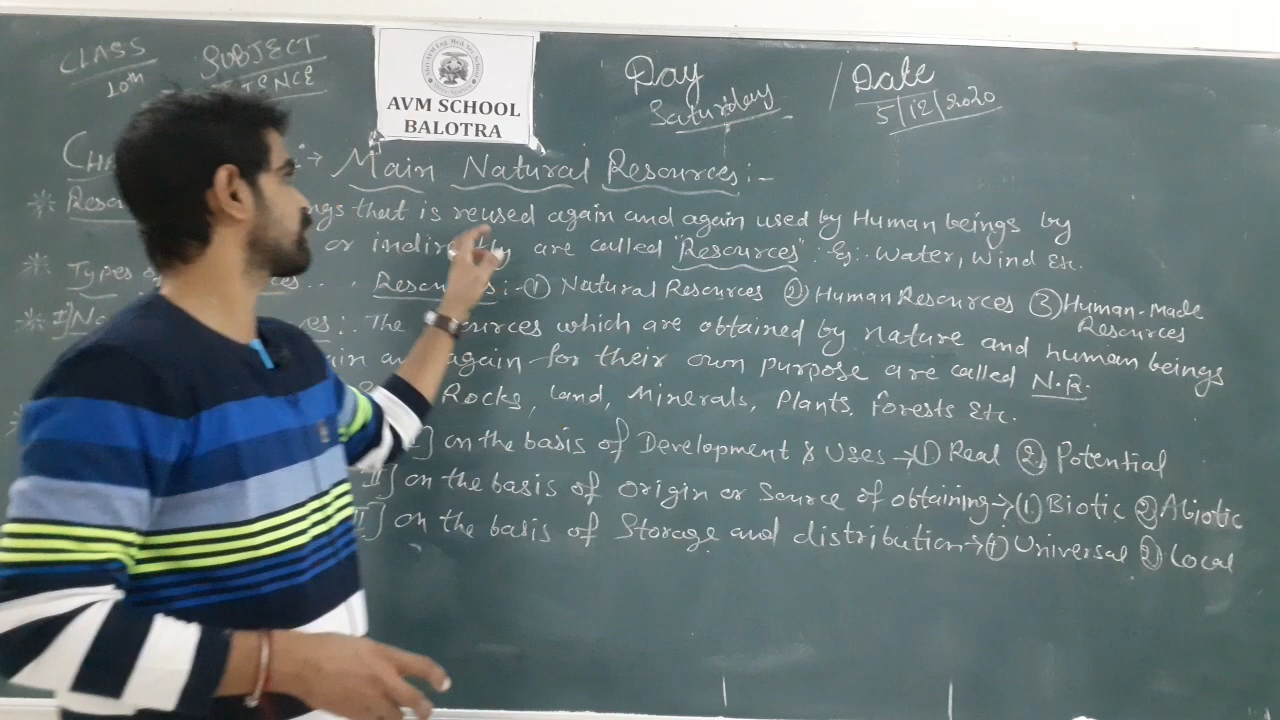 CLASS SUBJECT
10th
AVM SCHOOL
BALOTRA
Day / Date
Saturday 5/12/2020
Main Natural Resources:-
that is reused again and again used by Human beings by
or are called "Resources". Eg:- Water, Wind Etc.
Types of :-① Natural Resources ② Human Resources ③ Human-made
Resources
I] The which are obtained by nature and human beings
again for their own purpose are called N.R.
Rocks, Land, Minerals, Plants, Forests Etc.
I] on the basis of Development & Uses → ① Real ② Potential
II] on the basis of origin or Source of obtaining → ① Biotic ② Abiotic
on the basis of Storage and distribution → ① Universal ② Local